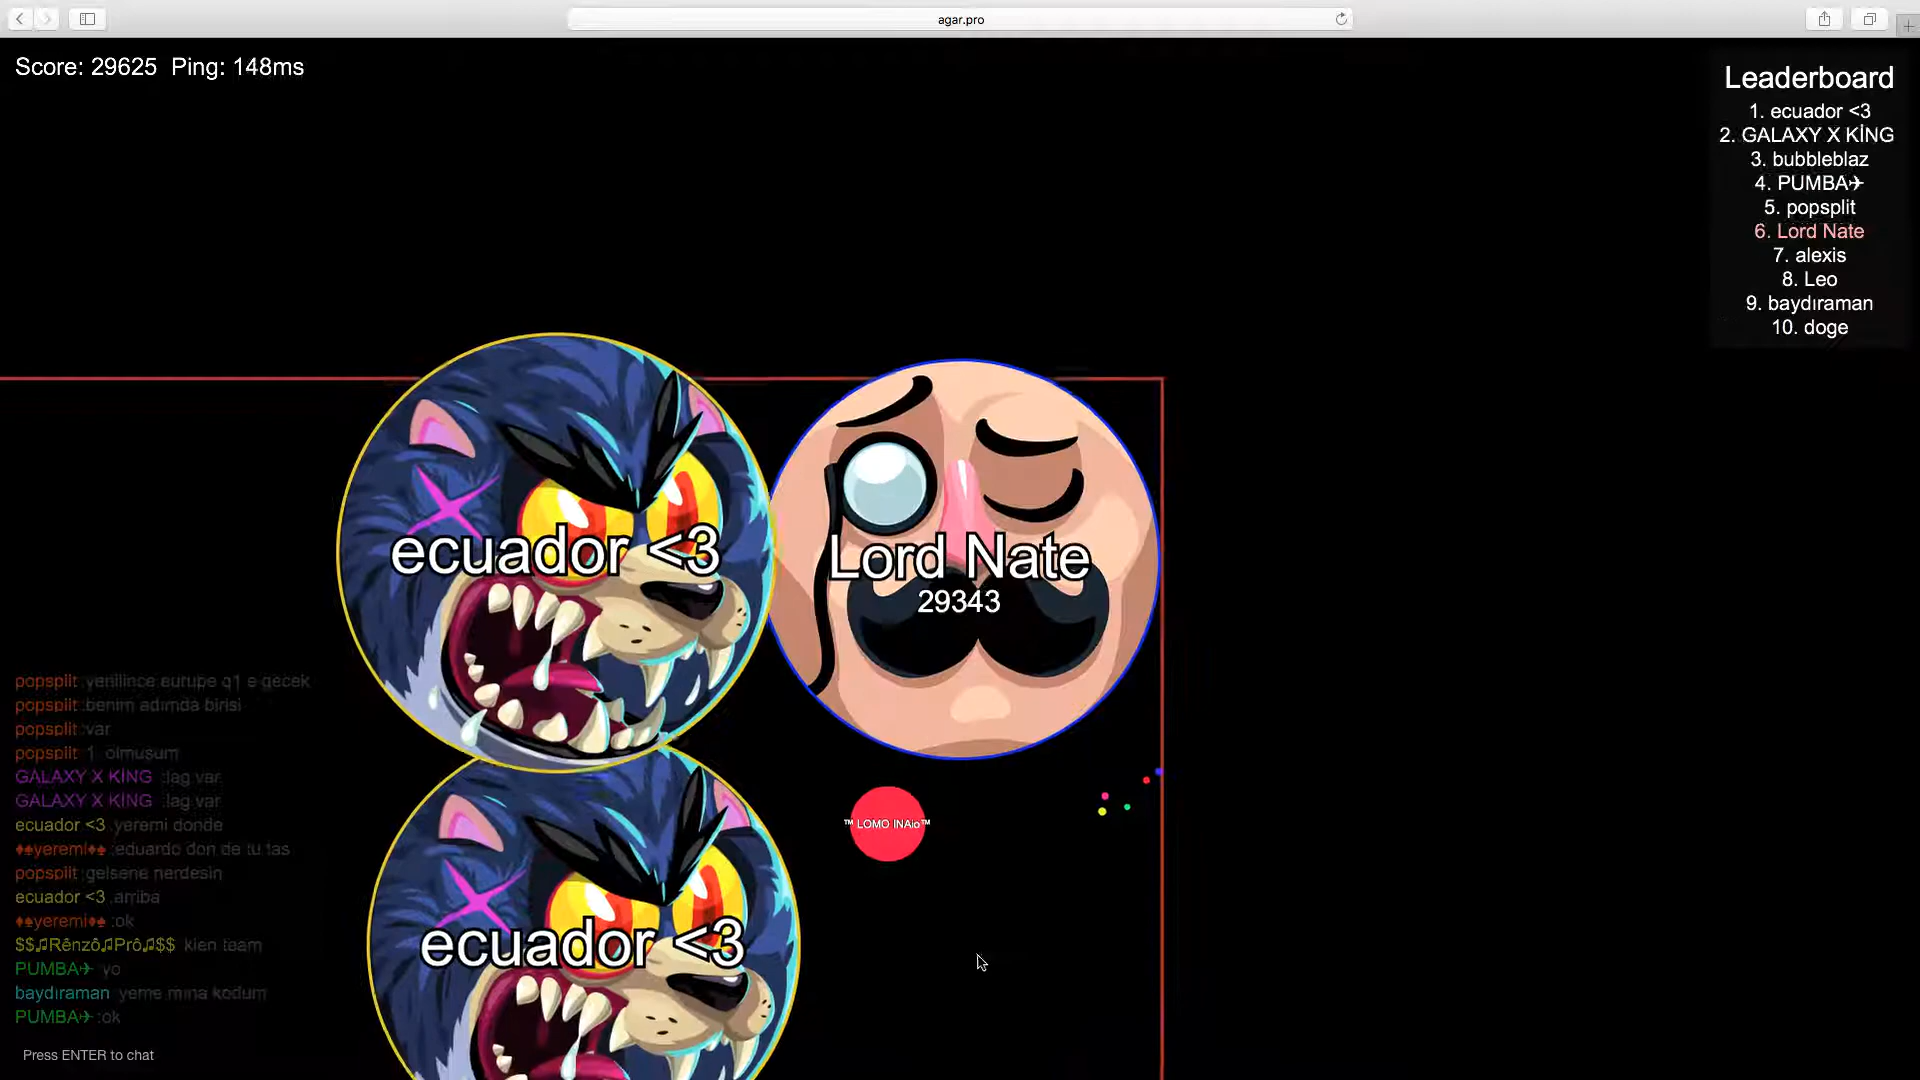 agar.pro
Score: 29625 Ping: 148ms
Leaderboard
1. ecuador <3
2. GALAXY X KİNG
3. bubbleblaz
4. PUMBA✈
5. popsplit
6. Lord Nate
7. alexis
8. Leo
9. baydıraman
10. doge
ecuador <3
Lord Nate
29343
™ LOMO INAio™
ecuador <3
popsplit :yenilince eurupe q1 e gecek
popsplit :benim adımda birisi
popsplit :var
popsplit :1. olmusum
GALAXY X KİNG :lag var
GALAXY X KİNG :lag var
ecuador <3 :yeremi donde
♦♠yeremi♦♠ :eduardo don de tu tas
popsplit :gelsene nerdesin
ecuador <3 :arriba
♦♠yeremi♦♠ :ok
$$♫Rênzô♫Prô♫$$ :kien team
PUMBA✈ :yo
baydıraman :yeme mına kodum
PUMBA✈ :ok
Press ENTER to chat